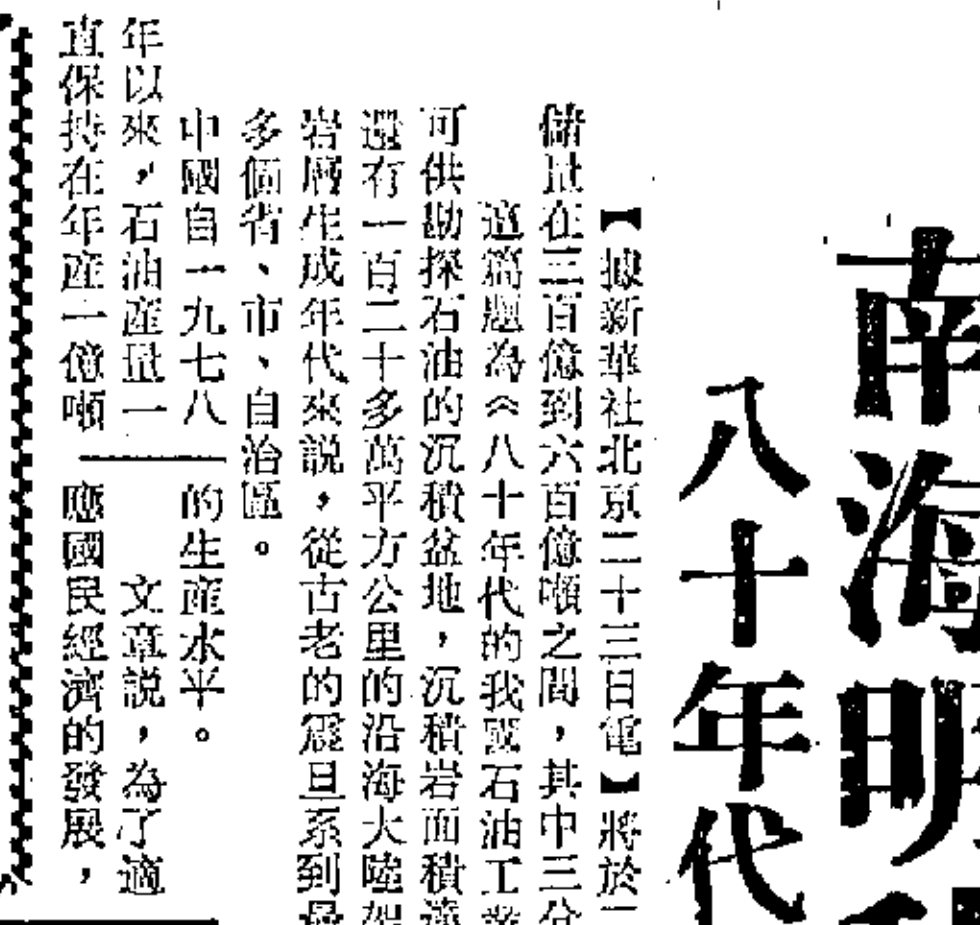 南海明
八十年代
【據新華社北京二十三日電】將於
儲量在三百億到六百億噸之間，其中三分
這篇題為《八十年代的我國石油工業
可供勘探石油的沉積盆地，沉積岩面積達
還有一百二十多萬平方公里的沿海大陸架
岩層生成年代來說，從古老的震旦系到最
多個省、市、自治區。
中國自一九七八
年以來，石油產量一
直保持在年產一億噸
的生產水平。
文章說，為了適
應國民經濟的發展，